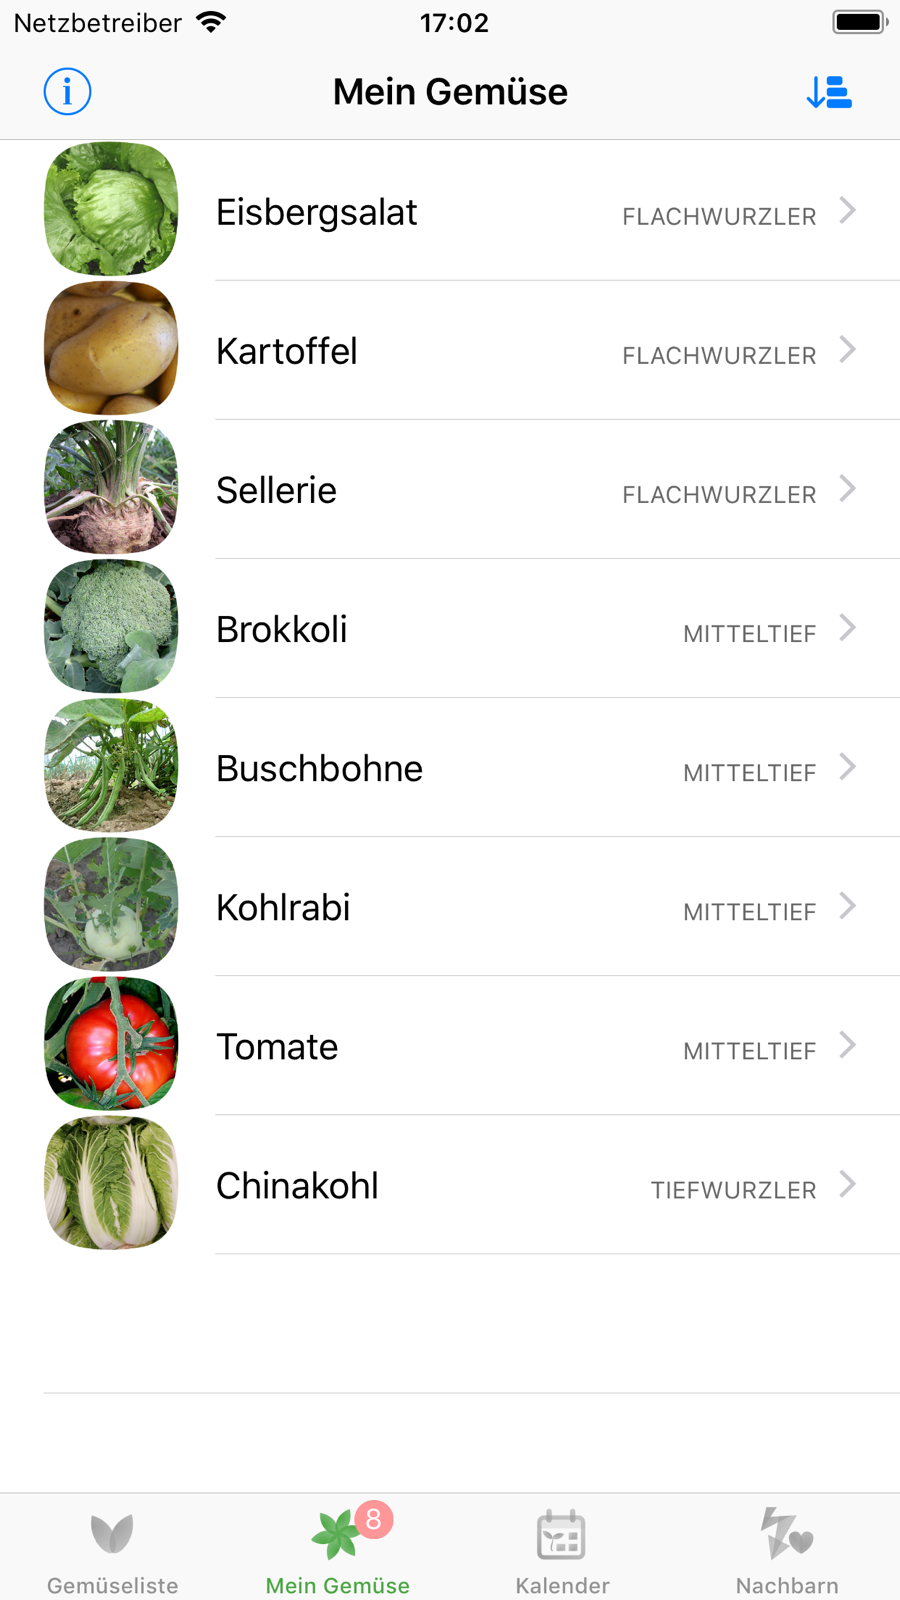 Netzbetreiber 17:02
Mein Gemüse
Eisbergsalat FLACHWURZLER
Kartoffel FLACHWURZLER
Sellerie FLACHWURZLER
Brokkoli MITTELTIEF
Buschbohne MITTELTIEF
Kohlrabi MITTELTIEF
Tomate MITTELTIEF
Chinakohl TIEFWURZLER
8
Gemüseliste Mein Gemüse Kalender Nachbarn